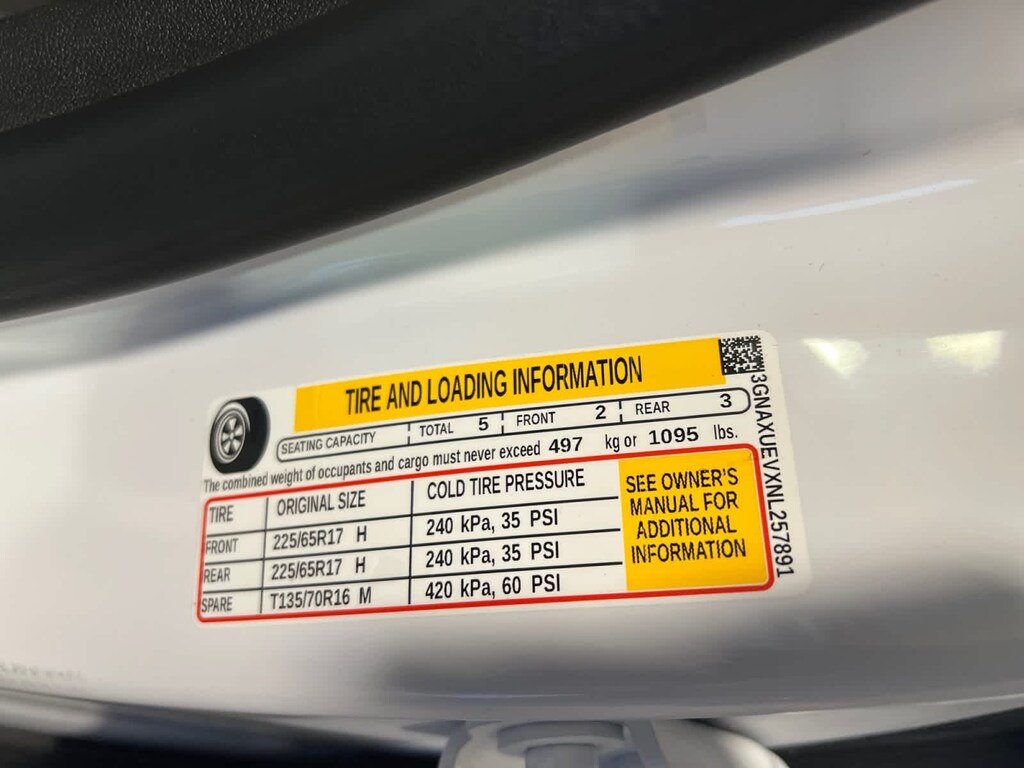 TIRE AND LOADING INFORMATION
SEATING CAPACITY TOTAL 5 FRONT 2 REAR 3
The combined weight of occupants and cargo must never exceed 497 kg or 1095 lbs.
TIRE ORIGINAL SIZE COLD TIRE PRESSURE
FRONT 225/65R17 H 240 kPa, 35 PSI
REAR 225/65R17 H 240 kPa, 35 PSI
SPARE T135/70R16 M 420 kPa, 60 PSI
SEE OWNER'S
MANUAL FOR
ADDITIONAL
INFORMATION
3GNAXUEVXNL257891